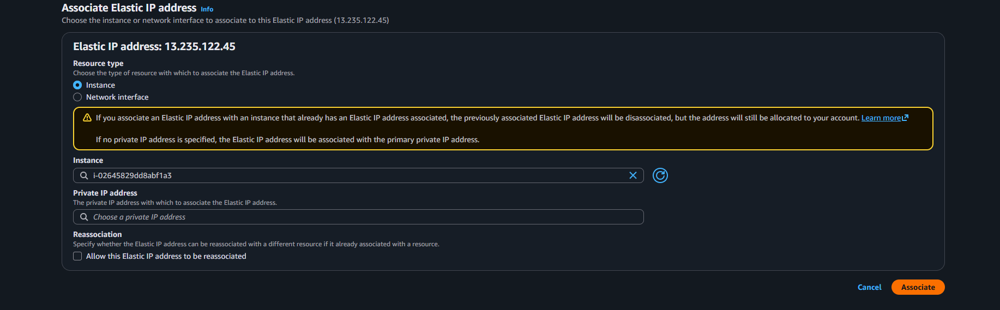 Associate Elastic IP address Info
Choose the instance or network interface to associate to this Elastic IP address (13.235.122.45)
Elastic IP address: 13.235.122.45
Resource type
Choose the type of resource with which to associate the Elastic IP address.
Instance
Network interface
If you associate an Elastic IP address with an instance that already has an Elastic IP address associated, the previously associated Elastic IP address will be disassociated, but the address will still be allocated to your account. Learn more
If no private IP address is specified, the Elastic IP address will be associated with the primary private IP address.
Instance
i-02645829dd8abf1a3
Private IP address
The private IP address with which to associate the Elastic IP address.
Choose a private IP address
Reassociation
Specify whether the Elastic IP address can be reassociated with a different resource if it already associated with a resource.
Allow this Elastic IP address to be reassociated
Cancel Associate